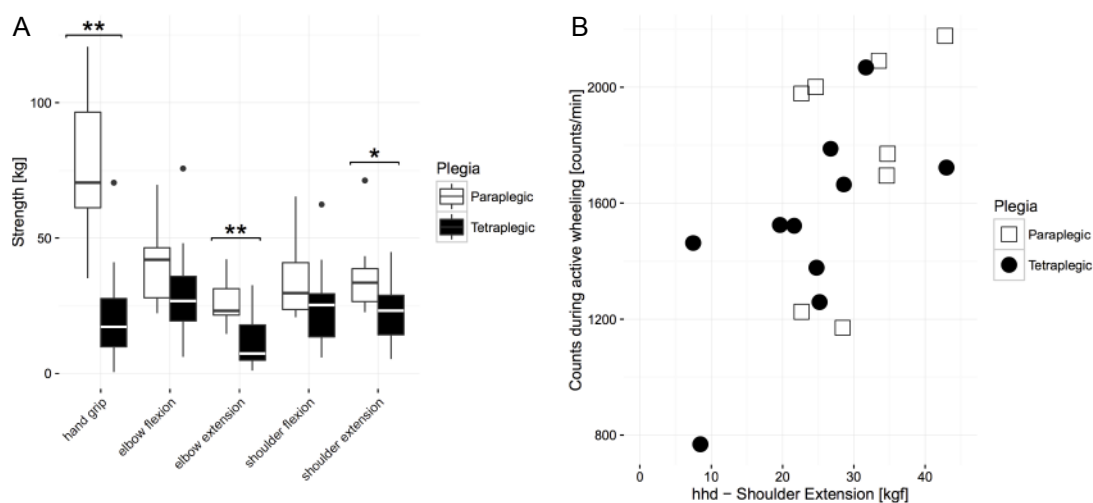 A
**
**
*
Strength [kg]
100
50
0
hand grip
elbow flexion
elbow extension
shoulder flexion
shoulder extension
Plegia
Paraplegic
Tetraplegic
B
Counts during active wheeling [counts/min]
2000
1600
1200
800
0
10
20
30
40
hhd − Shoulder Extension [kgf]
Plegia
Paraplegic
Tetraplegic